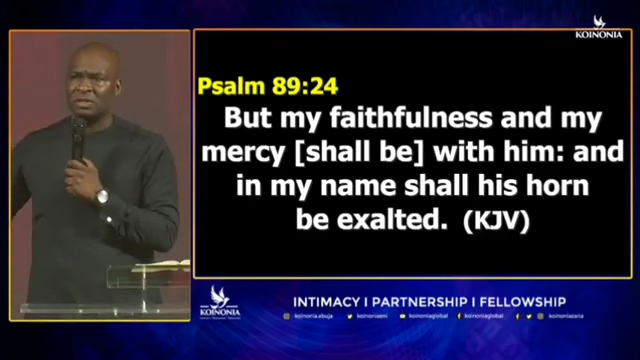 KOINONIA
Psalm 89:24
But my faithfulness and my
mercy [shall be] with him: and
in my name shall his horn
be exalted. (KJV)
KOINONIA
INTIMACY I PARTNERSHIP I FELLOWSHIP
koinonia.abuja koinoniaeni koinoniaglobal koinoniaglobal koinoniazaria